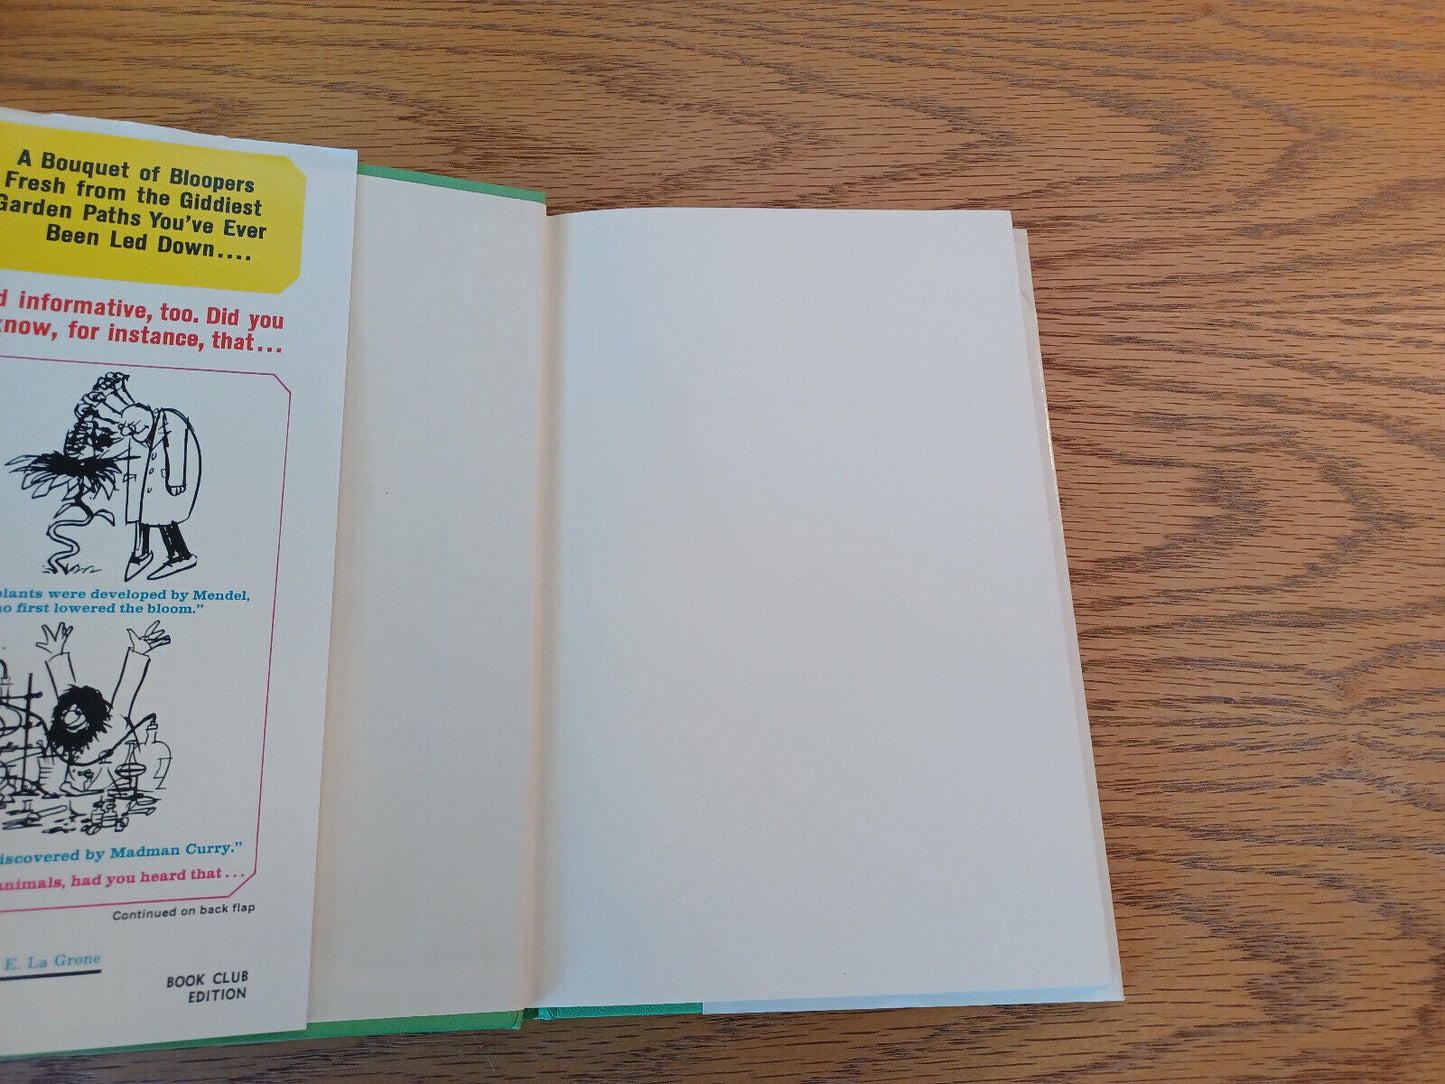 A Bouquet of Bloopers
Fresh from the Giddiest
Garden Paths You've Ever
Been Led Down....
informative, too. Did you
know, for instance, that...
plants were developed by Mendel,
first lowered the bloom."
discovered by Madman Curry."
animals, had you heard that...
Continued on back flap
E. La Grone
BOOK CLUB
EDITION